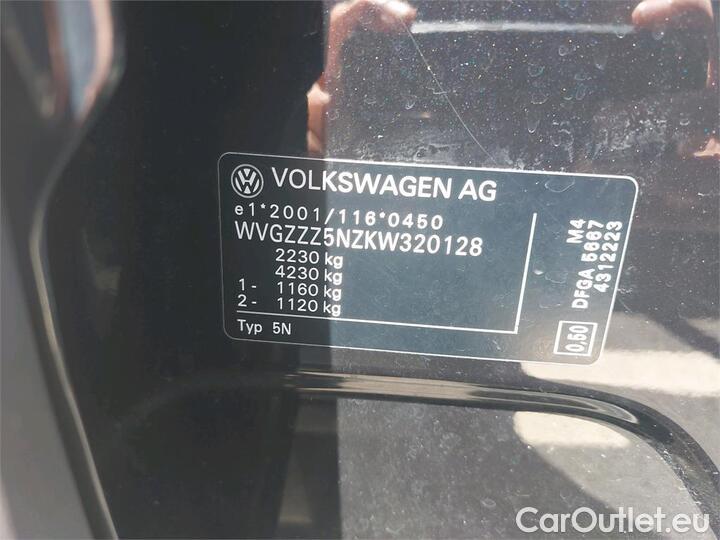 VOLKSWAGEN AG
e1*2001/116*0450
WVGZZZ5NZKW320128
2230 kg
4230 kg
1- 1160 kg
2- 1120 kg
Typ 5N
M4
DFGA 5667
4312223
0,50
CarOutlet.eu